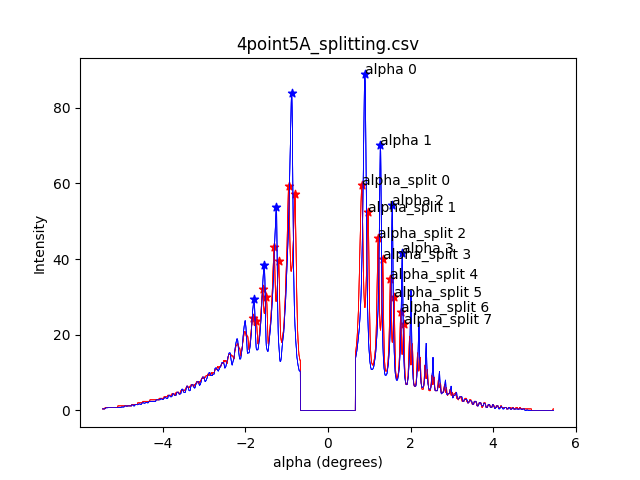 4point5A_splitting.csv
alpha 0
alpha 1
alpha_split 0
alpha 2
alpha_split 1
alpha_split 2
alpha 3
alpha_split 3
alpha_split 4
alpha_split 5
alpha_split 6
alpha_split 7
Intensity
80
60
40
20
0
−4
−2
0
2
4
6
alpha (degrees)